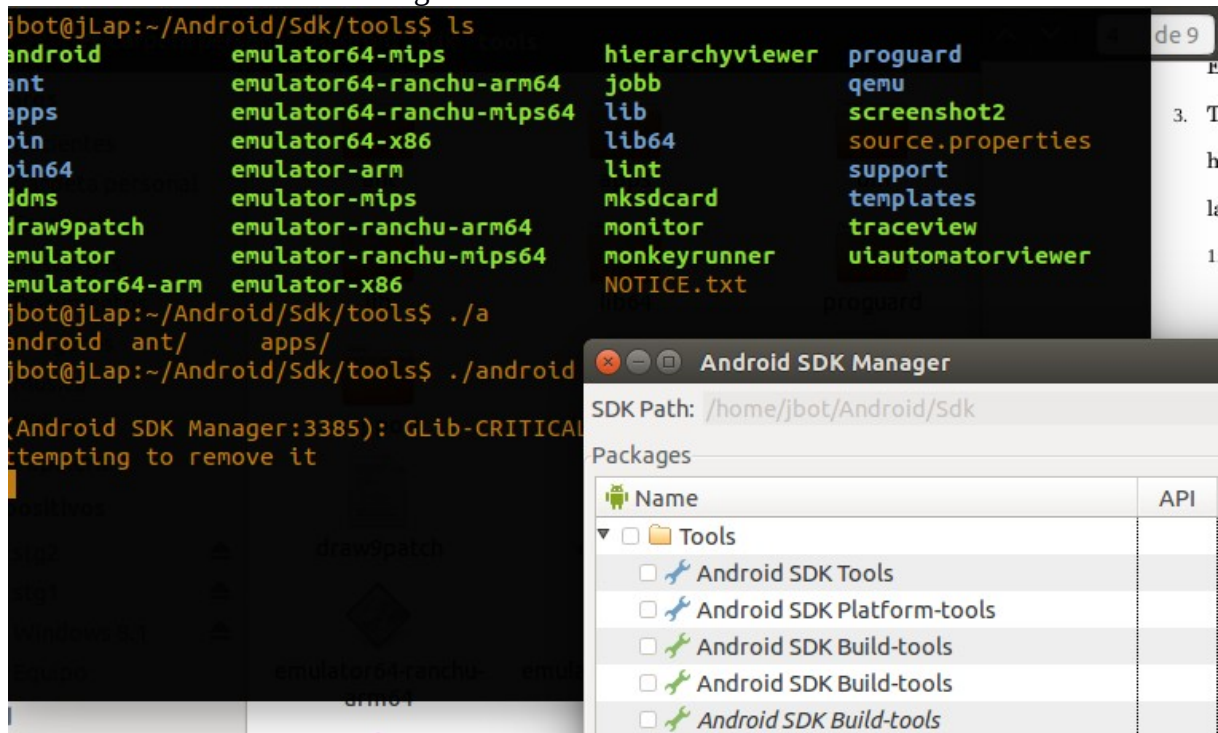 jbot@jLap:~/Android/Sdk/tools$ ls
android emulator64-mips hierarchyviewer proguard
ant emulator64-ranchu-arm64 jobb qemu
apps emulator64-ranchu-mips64 lib screenshot2
bin emulator64-x86 lib64 source.properties
bin64 emulator-arm lint support
ddms emulator-mips mksdcard templates
draw9patch emulator-ranchu-arm64 monitor traceview
emulator emulator-ranchu-mips64 monkeyrunner uiautomatorviewer
emulator64-arm emulator-x86 NOTICE.txt
jbot@jLap:~/Android/Sdk/tools$ ./a
android ant/ apps/
jbot@jLap:~/Android/Sdk/tools$ ./android
(Android SDK Manager:3385): GLib-CRITICAL
ttempting to remove it
de 9
3.
Android SDK Manager
SDK Path: /home/jbot/Android/Sdk
Packages
Name API
Tools
Android SDK Tools
Android SDK Platform-tools
Android SDK Build-tools
Android SDK Build-tools
Android SDK Build-tools
lib64 proguard
draw9patch
emulator64-ranchu-
arm64